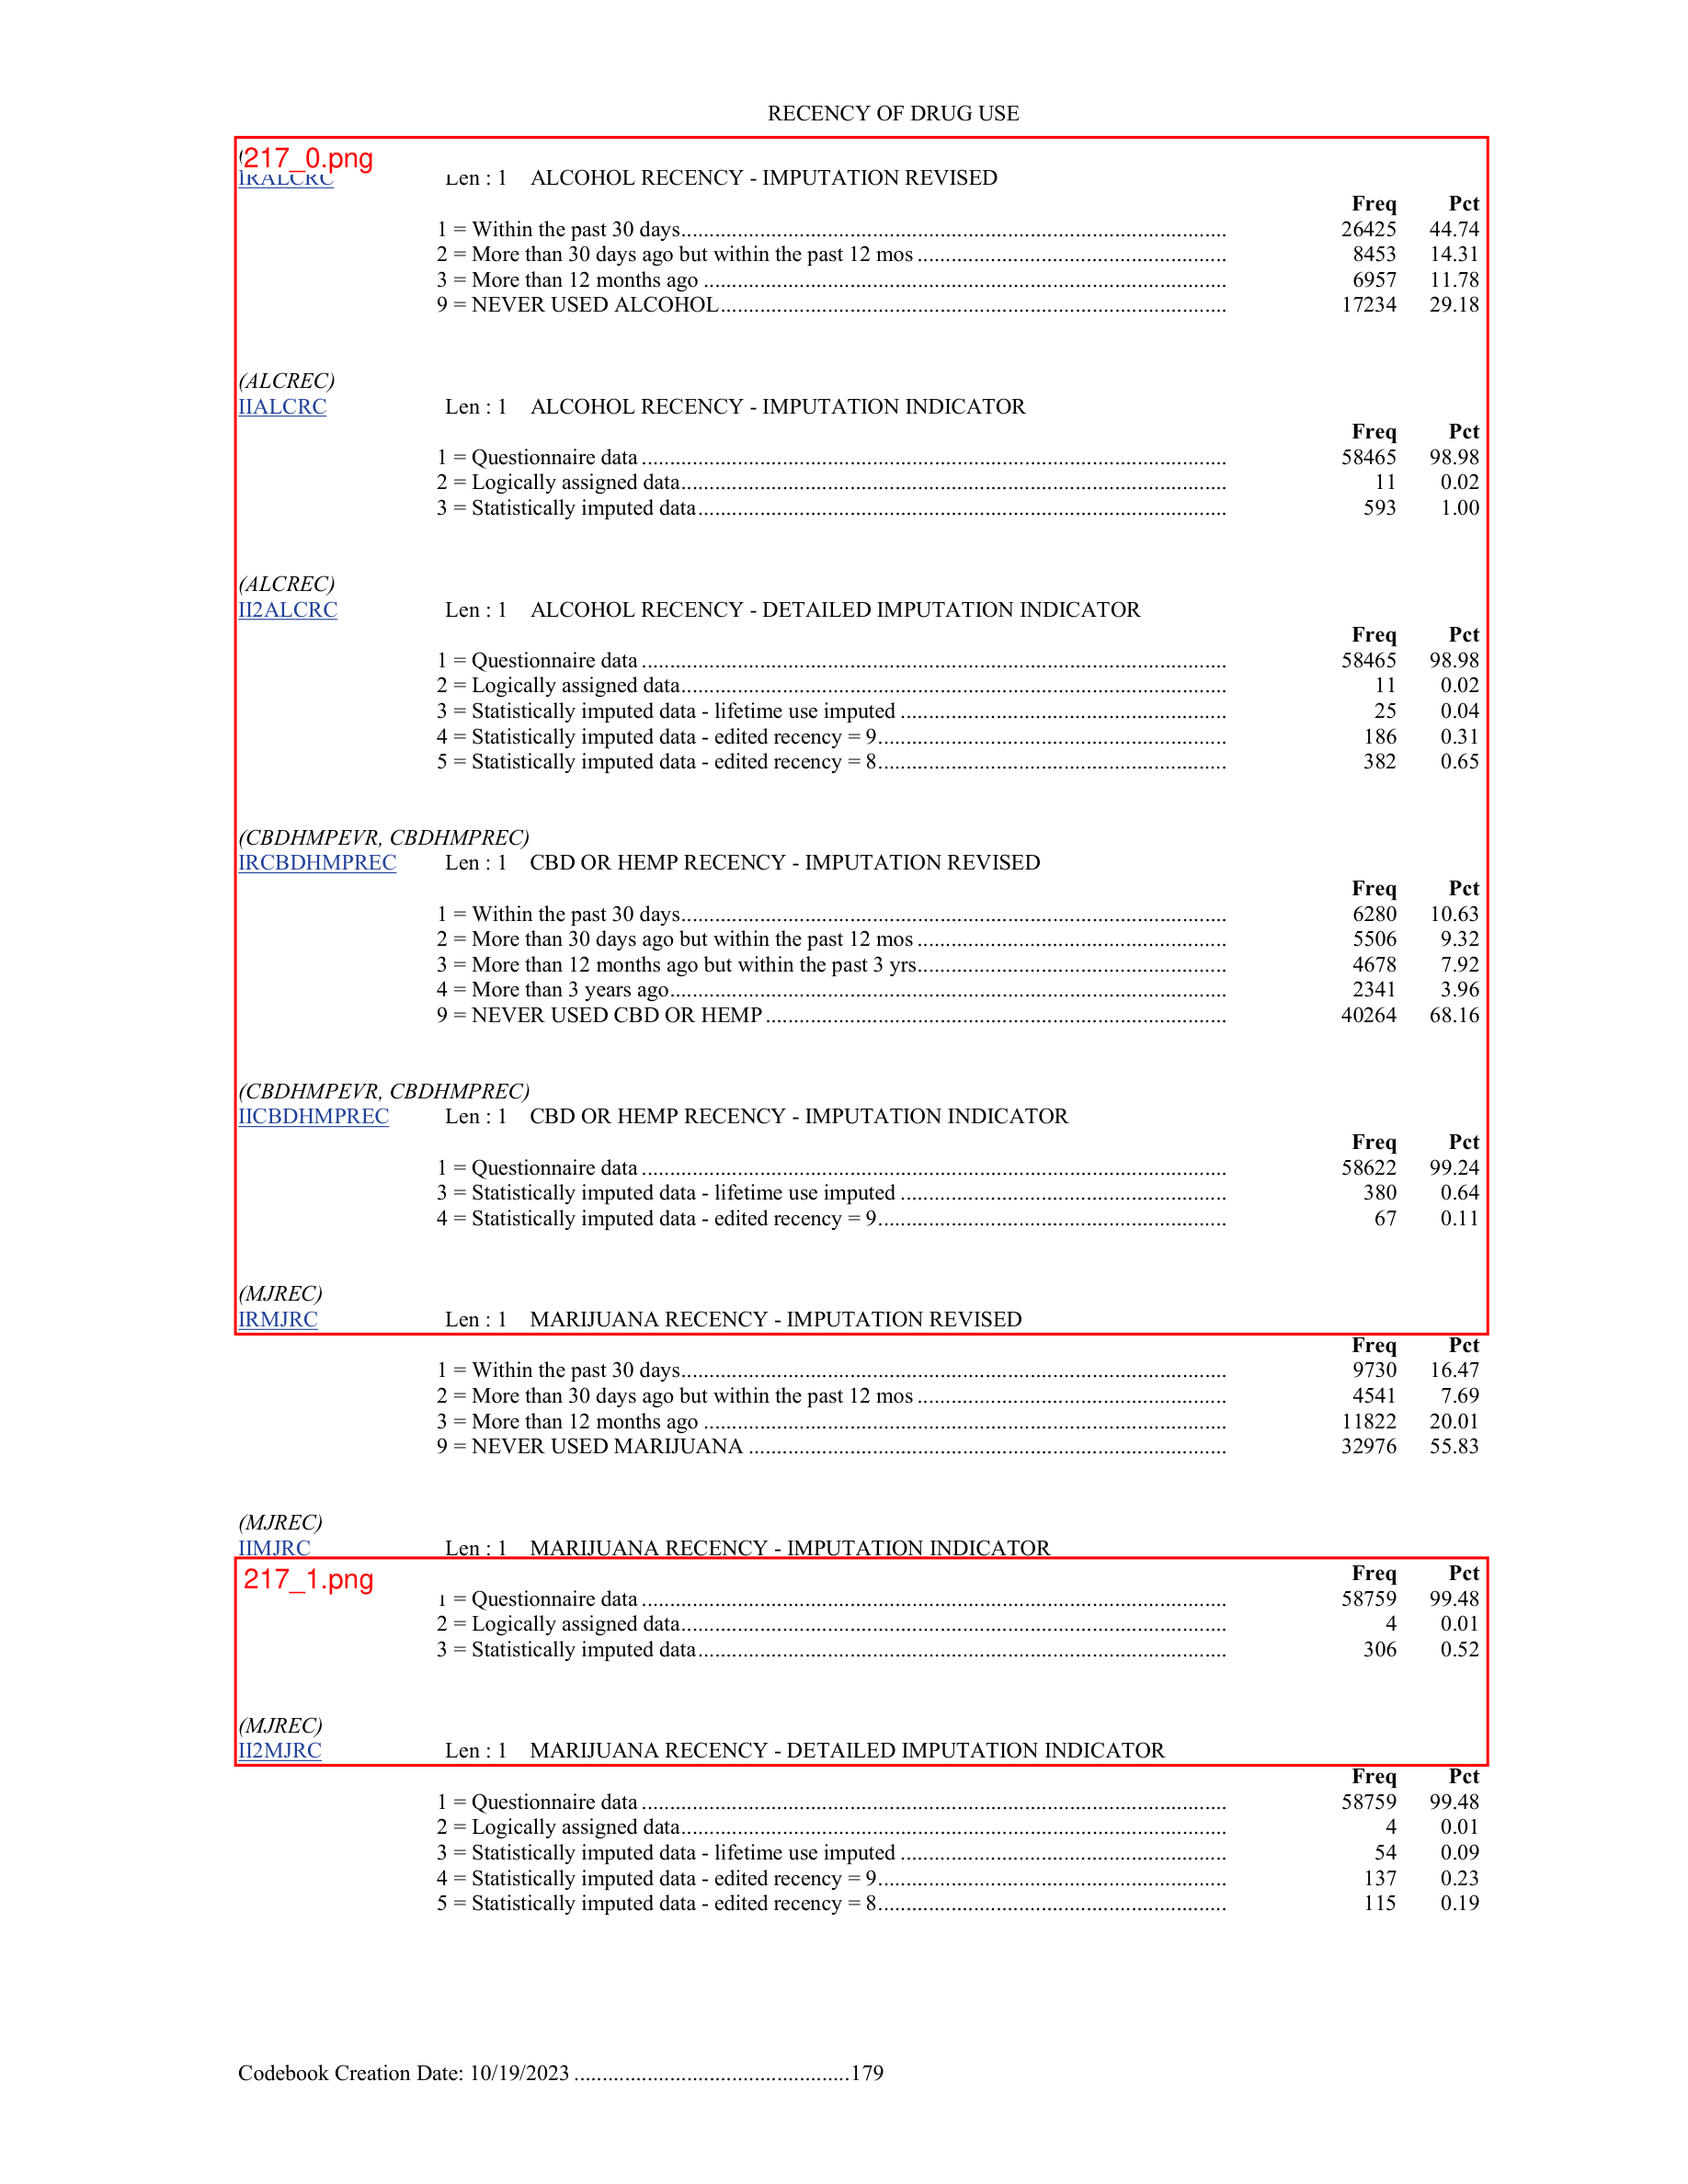 RECENCY OF DRUG USE
217_0.png
IRALCRC Len : 1 ALCOHOL RECENCY - IMPUTATION REVISED
Freq Pct
1 = Within the past 30 days 26425 44.74
2 = More than 30 days ago but within the past 12 mos 8453 14.31
3 = More than 12 months ago 6957 11.78
9 = NEVER USED ALCOHOL 17234 29.18
(ALCREC)
IIALCRC Len : 1 ALCOHOL RECENCY - IMPUTATION INDICATOR
Freq Pct
1 = Questionnaire data 58465 98.98
2 = Logically assigned data 11 0.02
3 = Statistically imputed data 593 1.00
(ALCREC)
II2ALCRC Len : 1 ALCOHOL RECENCY - DETAILED IMPUTATION INDICATOR
Freq Pct
1 = Questionnaire data 58465 98.98
2 = Logically assigned data 11 0.02
3 = Statistically imputed data - lifetime use imputed 25 0.04
4 = Statistically imputed data - edited recency = 9 186 0.31
5 = Statistically imputed data - edited recency = 8 382 0.65
(CBDHMPEVR, CBDHMPREC)
IRCBDHMPREC Len : 1 CBD OR HEMP RECENCY - IMPUTATION REVISED
Freq Pct
1 = Within the past 30 days 6280 10.63
2 = More than 30 days ago but within the past 12 mos 5506 9.32
3 = More than 12 months ago but within the past 3 yrs 4678 7.92
4 = More than 3 years ago 2341 3.96
9 = NEVER USED CBD OR HEMP 40264 68.16
(CBDHMPEVR, CBDHMPREC)
IICBDHMPREC Len : 1 CBD OR HEMP RECENCY - IMPUTATION INDICATOR
Freq Pct
1 = Questionnaire data 58622 99.24
3 = Statistically imputed data - lifetime use imputed 380 0.64
4 = Statistically imputed data - edited recency = 9 67 0.11
(MJREC)
IRMJRC Len : 1 MARIJUANA RECENCY - IMPUTATION REVISED
Freq Pct
1 = Within the past 30 days 9730 16.47
2 = More than 30 days ago but within the past 12 mos 4541 7.69
3 = More than 12 months ago 11822 20.01
9 = NEVER USED MARIJUANA 32976 55.83
(MJREC)
IIMJRC Len : 1 MARIJUANA RECENCY - IMPUTATION INDICATOR
Freq Pct
217_1.png
1 = Questionnaire data 58759 99.48
2 = Logically assigned data 4 0.01
3 = Statistically imputed data 306 0.52
(MJREC)
II2MJRC Len : 1 MARIJUANA RECENCY - DETAILED IMPUTATION INDICATOR
Freq Pct
1 = Questionnaire data 58759 99.48
2 = Logically assigned data 4 0.01
3 = Statistically imputed data - lifetime use imputed 54 0.09
4 = Statistically imputed data - edited recency = 9 137 0.23
5 = Statistically imputed data - edited recency = 8 115 0.19
Codebook Creation Date: 10/19/2023 179